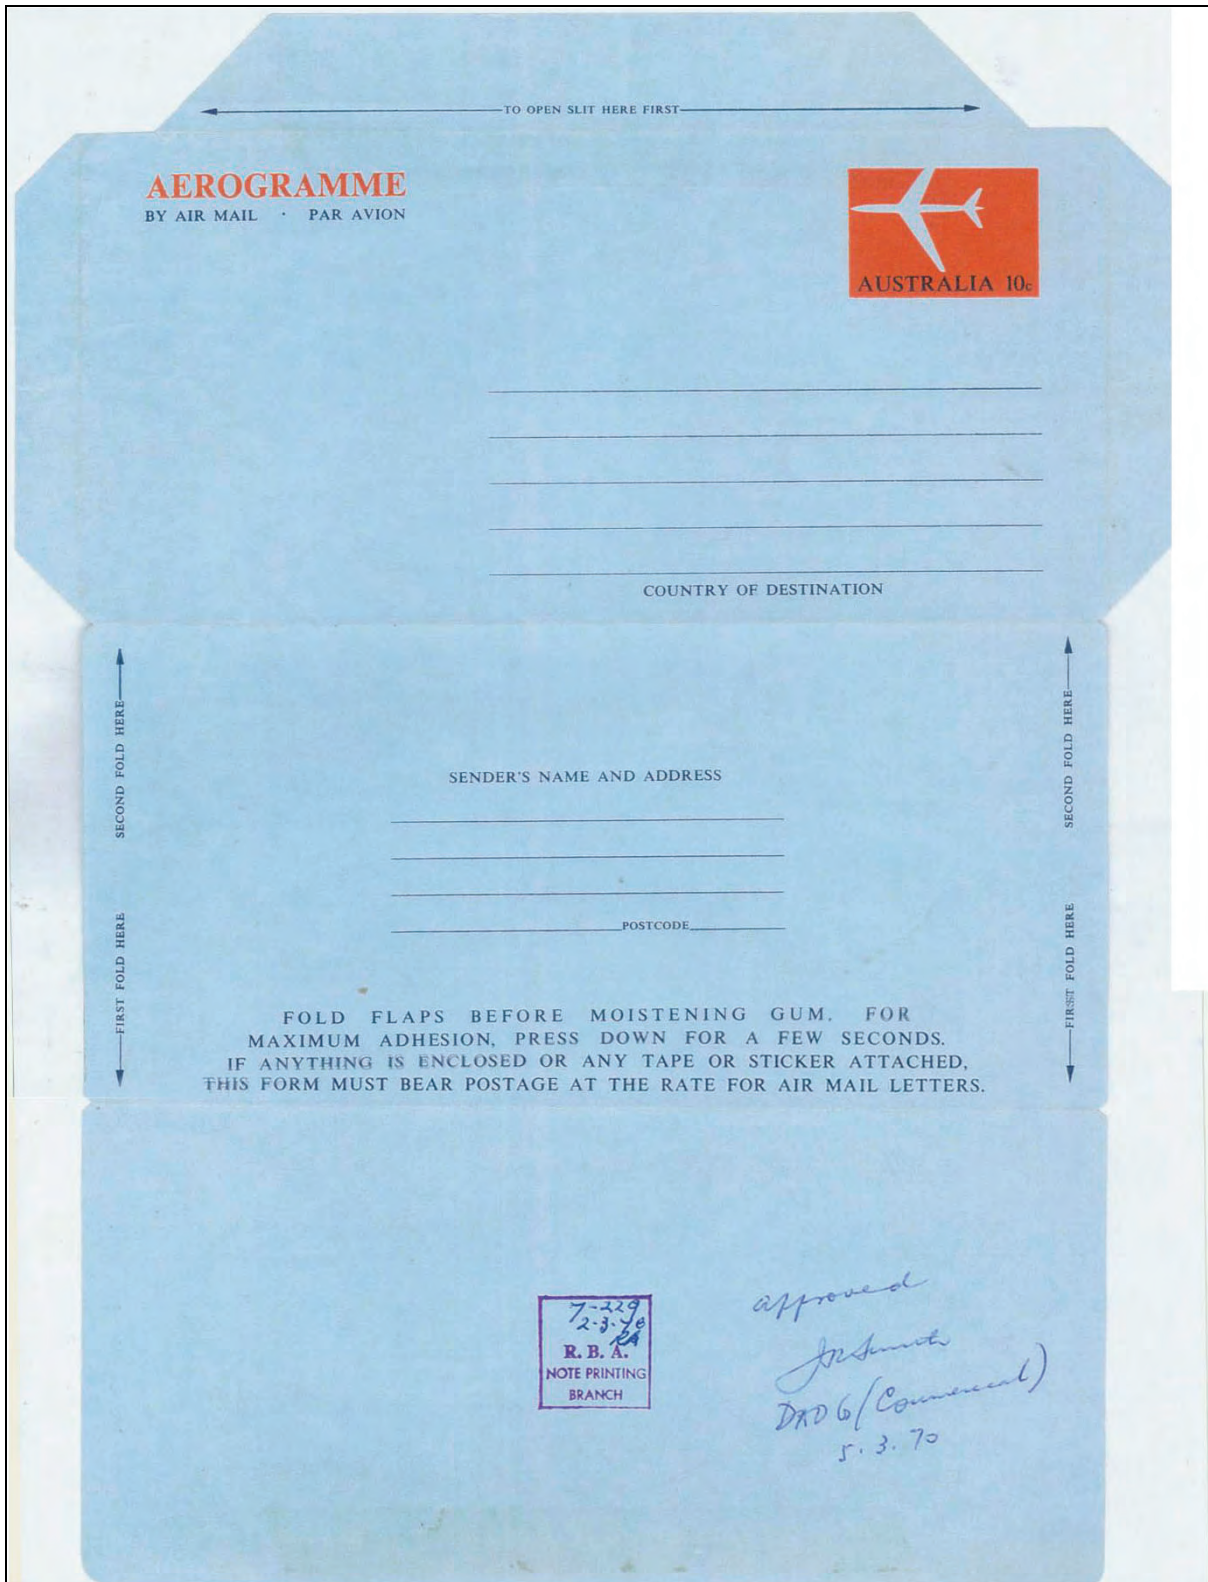 TO OPEN SLIT HERE FIRST
AEROGRAMME
BY AIR MAIL · PAR AVION
AUSTRALIA 10c
COUNTRY OF DESTINATION
SECOND FOLD HERE
SECOND FOLD HERE
SENDER'S NAME AND ADDRESS
POSTCODE
FIRST FOLD HERE
FIRST FOLD HERE
FOLD FLAPS BEFORE MOISTENING GUM. FOR
MAXIMUM ADHESION, PRESS DOWN FOR A FEW SECONDS.
IF ANYTHING IS ENCLOSED OR ANY TAPE OR STICKER ATTACHED,
THIS FORM MUST BEAR POSTAGE AT THE RATE FOR AIR MAIL LETTERS.
7-229
2-3-70
R. B. A.
NOTE PRINTING
BRANCH
approved
(Commercial)
5.3.70